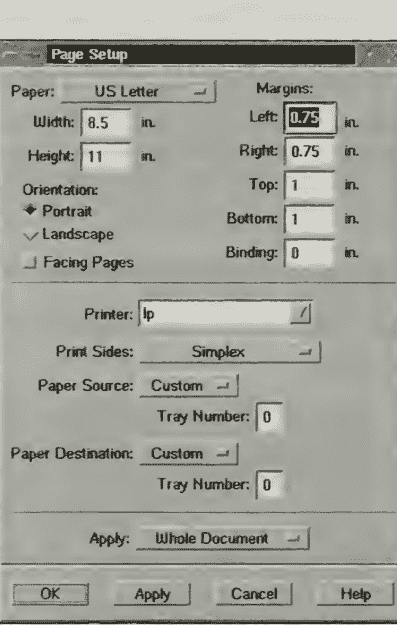 Page Setup
Paper: US Letter
Margins:
Width: 8.5 in.
Left: 0.75 in.
Height: 11 in.
Right: 0.75 in.
Orientation:
Top: 1 in.
Portrait
Bottom: 1 in.
Landscape
Binding: 0 in.
Facing Pages
Printer: lp
Print Sides: Simplex
Paper Source: Custom
Tray Number: 0
Paper Destination: Custom
Tray Number: 0
Apply: Whole Document
OK Apply Cancel Help